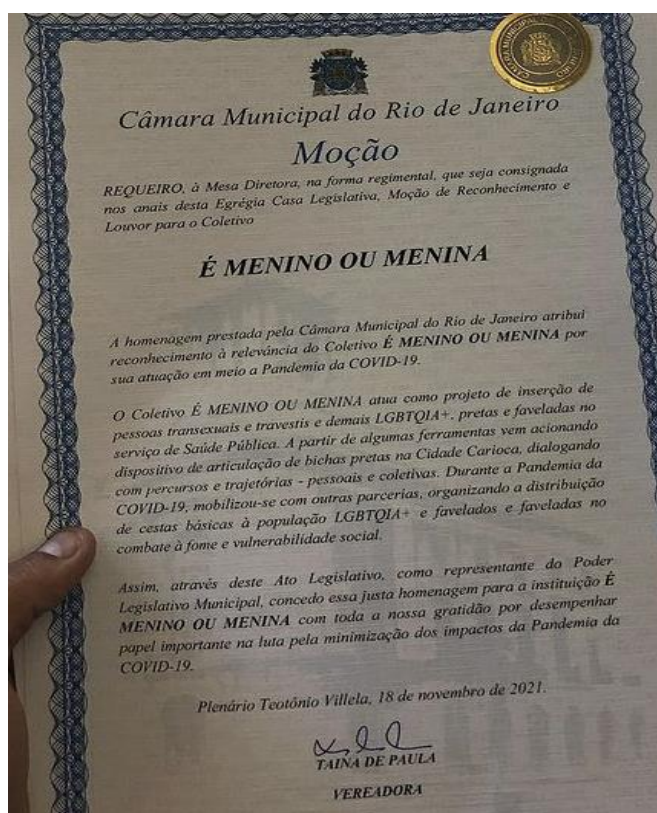 CÂMARA MUNICIPAL DO RIO DE JANEIRO
Câmara Municipal do Rio de Janeiro
Moção
REQUEIRO, à Mesa Diretora, na forma regimental, que seja consignada
nos anais desta Egrégia Casa Legislativa, Moção de Reconhecimento e
Louvor para o Coletivo
É MENINO OU MENINA
A homenagem prestada pela Câmara Municipal do Rio de Janeiro atribui
reconhecimento à relevância do Coletivo É MENINO OU MENINA por
sua atuação em meio a Pandemia da COVID-19.
O Coletivo É MENINO OU MENINA atua como projeto de inserção de
pessoas transexuais e travestis e demais LGBTQIA+, pretas e faveladas no
serviço de Saúde Pública. A partir de algumas ferramentas vem acionando
dispositivo de articulação de bichas pretas na Cidade Carioca, dialogando
com percursos e trajetórias - pessoais e coletivas. Durante a Pandemia da
COVID-19, mobilizou-se com outras parcerias, organizando a distribuição
de cestas básicas à população LGBTQIA+ e favelados e faveladas no
combate à fome e vulnerabilidade social.
Assim, através deste Ato Legislativo, como representante do Poder
Legislativo Municipal, concedo essa justa homenagem para a instituição É
MENINO OU MENINA com toda a nossa gratidão por desempenhar
papel importante na luta pela minimização dos impactos da Pandemia da
COVID-19.
Plenário Teotônio Villela, 18 de novembro de 2021.
TAINÁ DE PAULA
VEREADORA